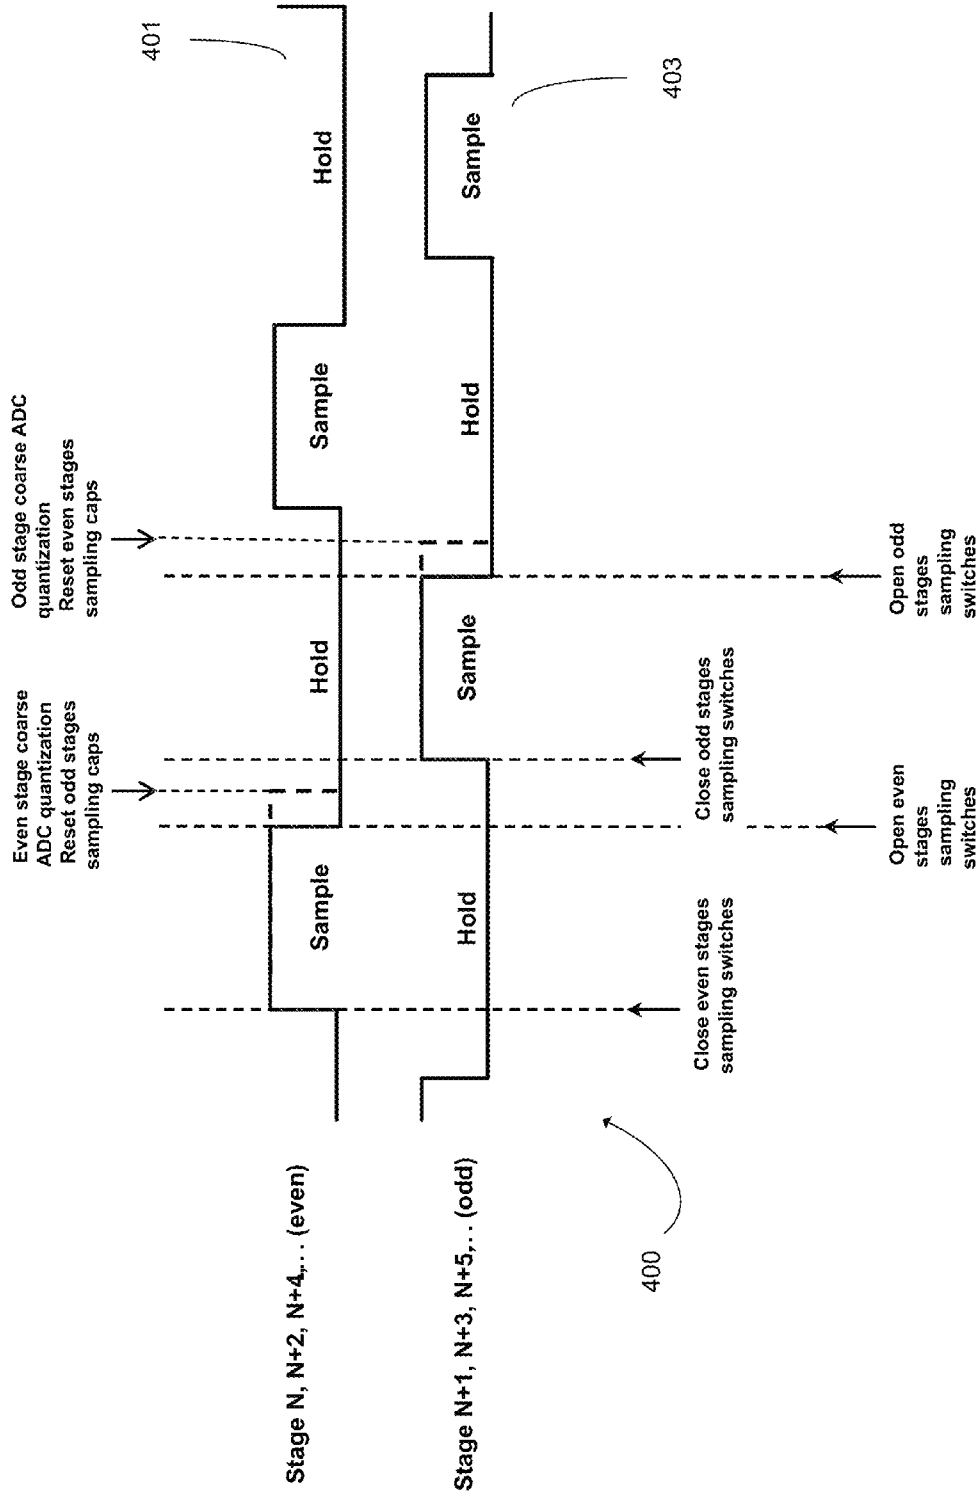 Odd stage coarse ADC
quantization
Reset even stages
sampling caps
Even stage coarse
ADC quantization
Reset odd stages
sampling caps
401
Stage N, N+2, N+4,... (even)
Sample
Hold
Sample
Hold
Stage N+1, N+3, N+5,... (odd)
Hold
Sample
Hold
Sample
403
400
Close even stages
sampling switches
Close odd stages
sampling switches
Open even
stages
sampling
switches
Open odd
stages
sampling
switches